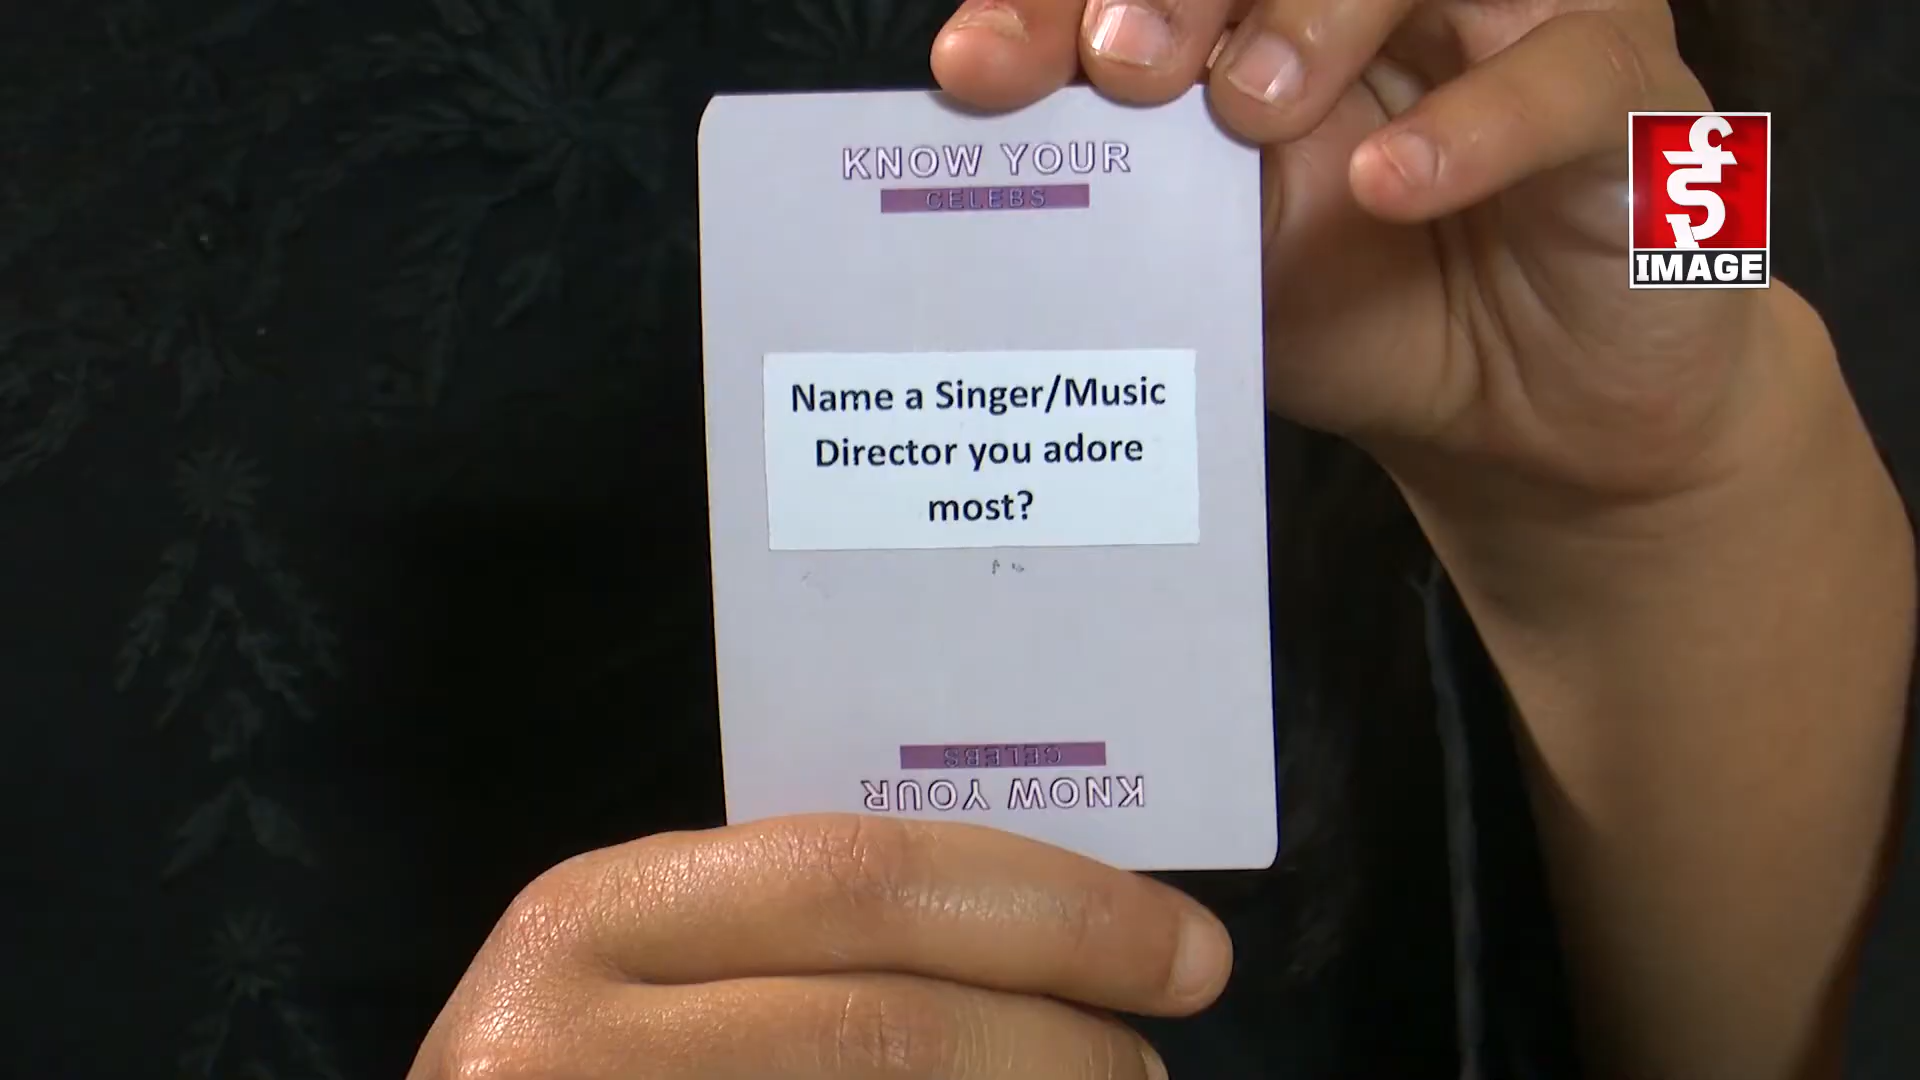 KNOW YOUR
CELEBS
Name a Singer/Music
Director you adore
most?
CELEBS
KNOW YOUR
IMAGE